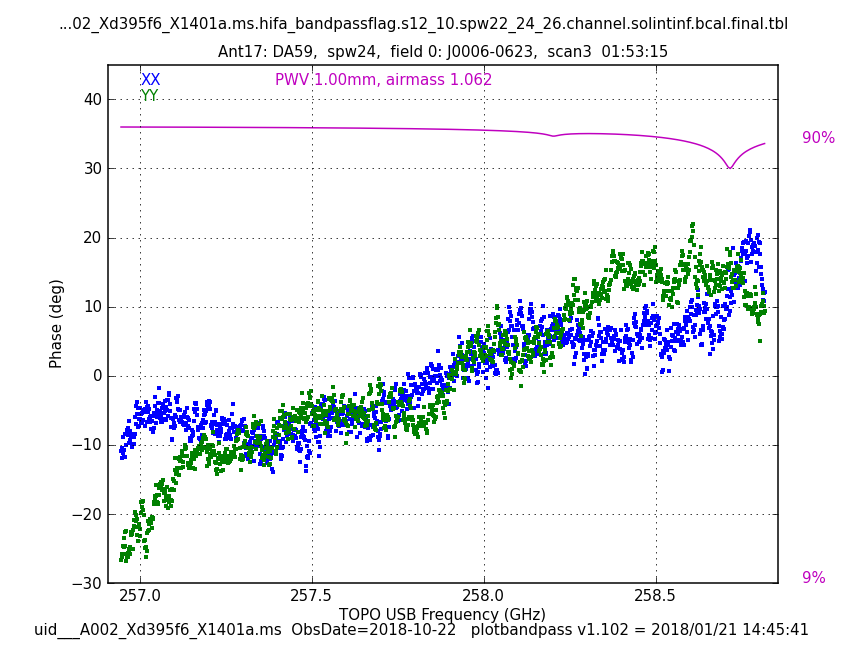 ...02_Xd395f6_X1401a.ms.hifa_bandpassflag.s12_10.spw22_24_26.channel.solintinf.bcal.final.tbl
Ant17: DA59,  spw24,  field 0: J0006-0623,  scan3  01:53:15
XX
PWV 1.00mm, airmass 1.062
YY
40
90%
30
20
10
0
−10
−20
−30
9%
Phase (deg)
257.0
257.5
258.0
258.5
TOPO USB Frequency (GHz)
uid___A002_Xd395f6_X1401a.ms  ObsDate=2018-10-22   plotbandpass v1.102 = 2018/01/21 14:45:41